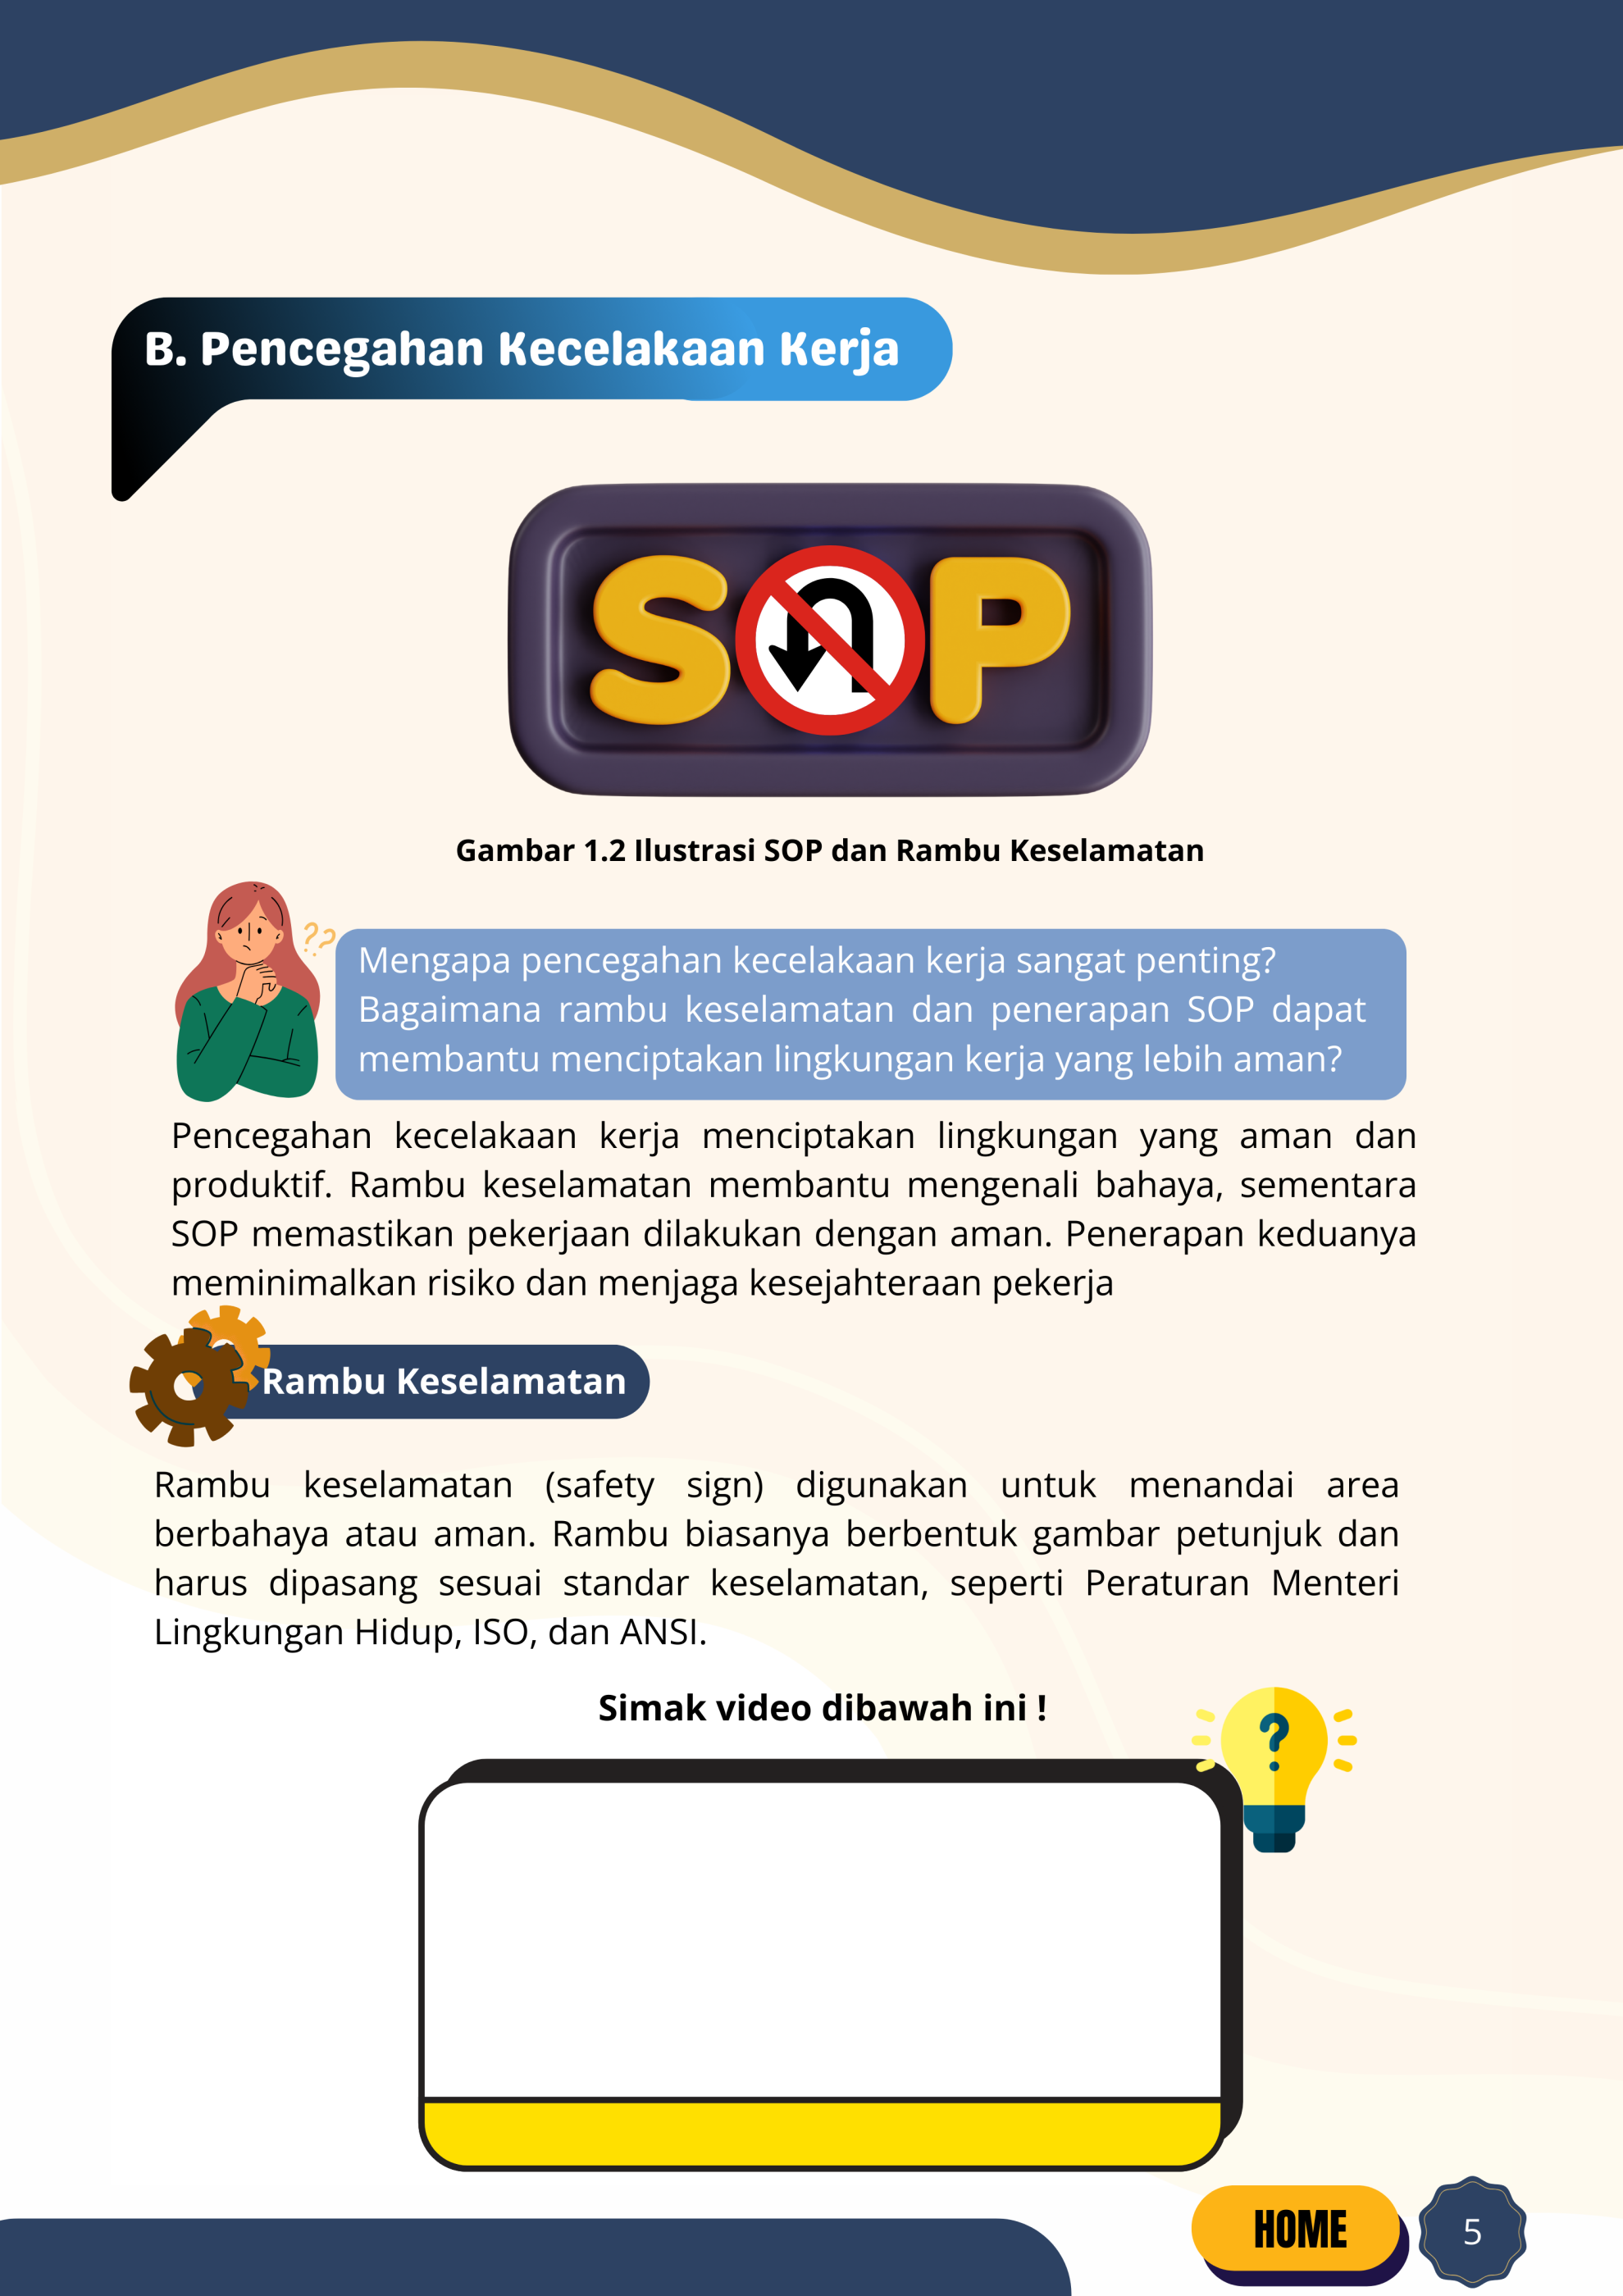 B. Pencegahan Kecelakaan Kerja
SOP
Gambar 1.2 Ilustrasi SOP dan Rambu Keselamatan
??
Mengapa pencegahan kecelakaan kerja sangat penting?
Bagaimana rambu keselamatan dan penerapan SOP dapat
membantu menciptakan lingkungan kerja yang lebih aman?
Pencegahan kecelakaan kerja menciptakan lingkungan yang aman dan
produktif. Rambu keselamatan membantu mengenali bahaya, sementara
SOP memastikan pekerjaan dilakukan dengan aman. Penerapan keduanya
meminimalkan risiko dan menjaga kesejahteraan pekerja
Rambu Keselamatan
Rambu keselamatan (safety sign) digunakan untuk menandai area
berbahaya atau aman. Rambu biasanya berbentuk gambar petunjuk dan
harus dipasang sesuai standar keselamatan, seperti Peraturan Menteri
Lingkungan Hidup, ISO, dan ANSI.
Simak video dibawah ini !
?
HOME
5